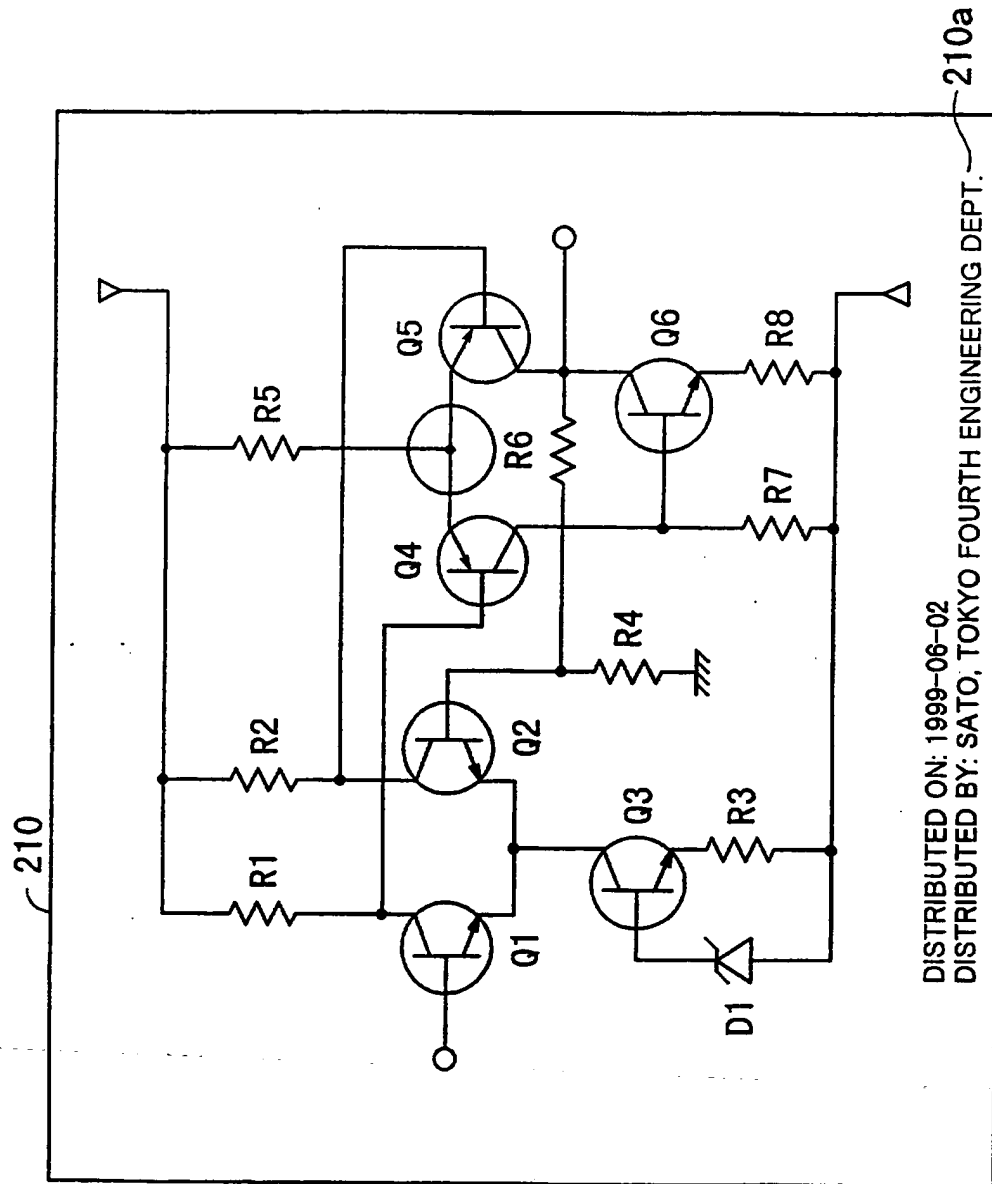 210
R1
R2
R5
Q1
Q2
Q4
Q5
R6
R4
Q3
Q6
D1
R3
R7
R8
DISTRIBUTED ON: 1999-06-02
DISTRIBUTED BY: SATO, TOKYO FOURTH ENGINEERING DEPT.
210a